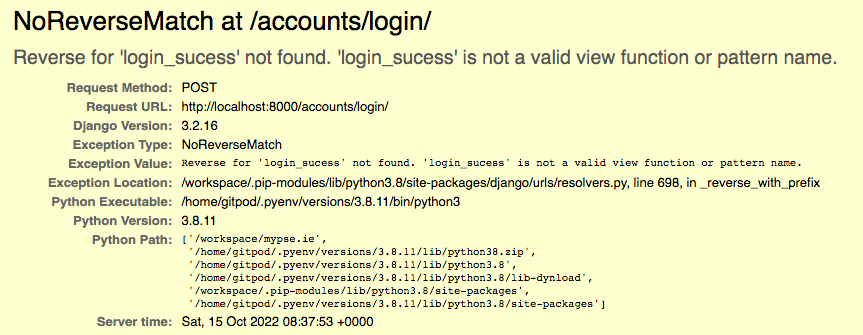 NoReverseMatch at /accounts/login/
Reverse for 'login_sucess' not found. 'login_sucess' is not a valid view function or pattern name.
Request Method: POST
Request URL: http://localhost:8000/accounts/login/
Django Version: 3.2.16
Exception Type: NoReverseMatch
Exception Value: Reverse for 'login_sucess' not found. 'login_sucess' is not a valid view function or pattern name.
Exception Location: /workspace/.pip-modules/lib/python3.8/site-packages/django/urls/resolvers.py, line 698, in _reverse_with_prefix
Python Executable: /home/gitpod/.pyenv/versions/3.8.11/bin/python3
Python Version: 3.8.11
Python Path: ['/workspace/mypse.ie',
'/home/gitpod/.pyenv/versions/3.8.11/lib/python38.zip',
'/home/gitpod/.pyenv/versions/3.8.11/lib/python3.8',
'/home/gitpod/.pyenv/versions/3.8.11/lib/python3.8/lib-dynload',
'/workspace/.pip-modules/lib/python3.8/site-packages',
'/home/gitpod/.pyenv/versions/3.8.11/lib/python3.8/site-packages']
Server time: Sat, 15 Oct 2022 08:37:53 +0000